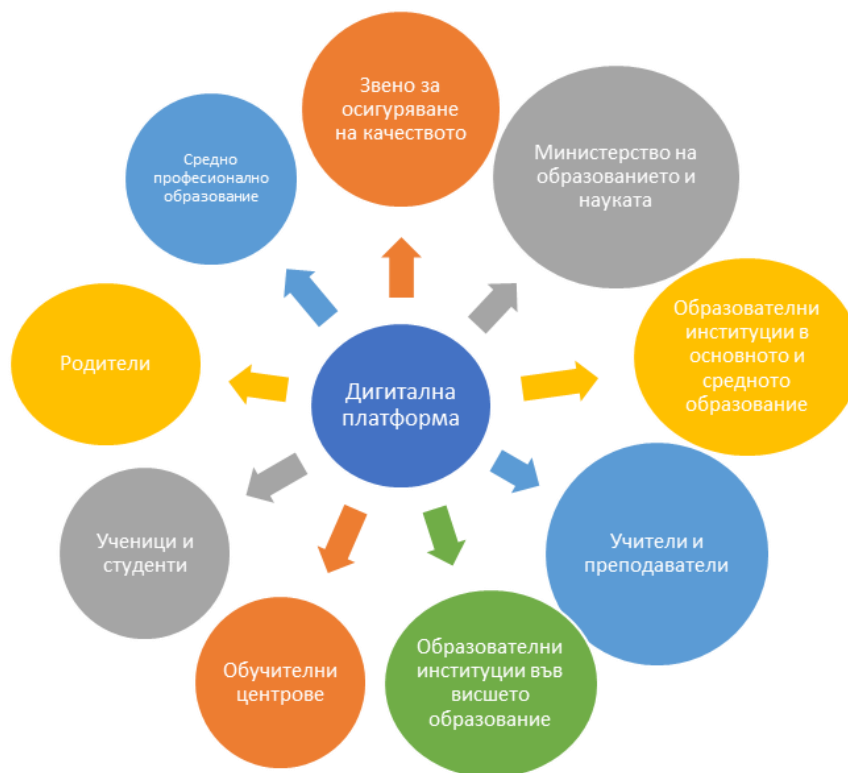 Звено за
осигуряване
на качеството
Министерство на
образованието и
науката
Образователни
институции в
основното и
средното
образование
Учители и
преподаватели
Образователни
институции във
висшето
образование
Обучителни
центрове
Ученици и
студенти
Родители
Средно
професионално
образование
Дигитална
платформа